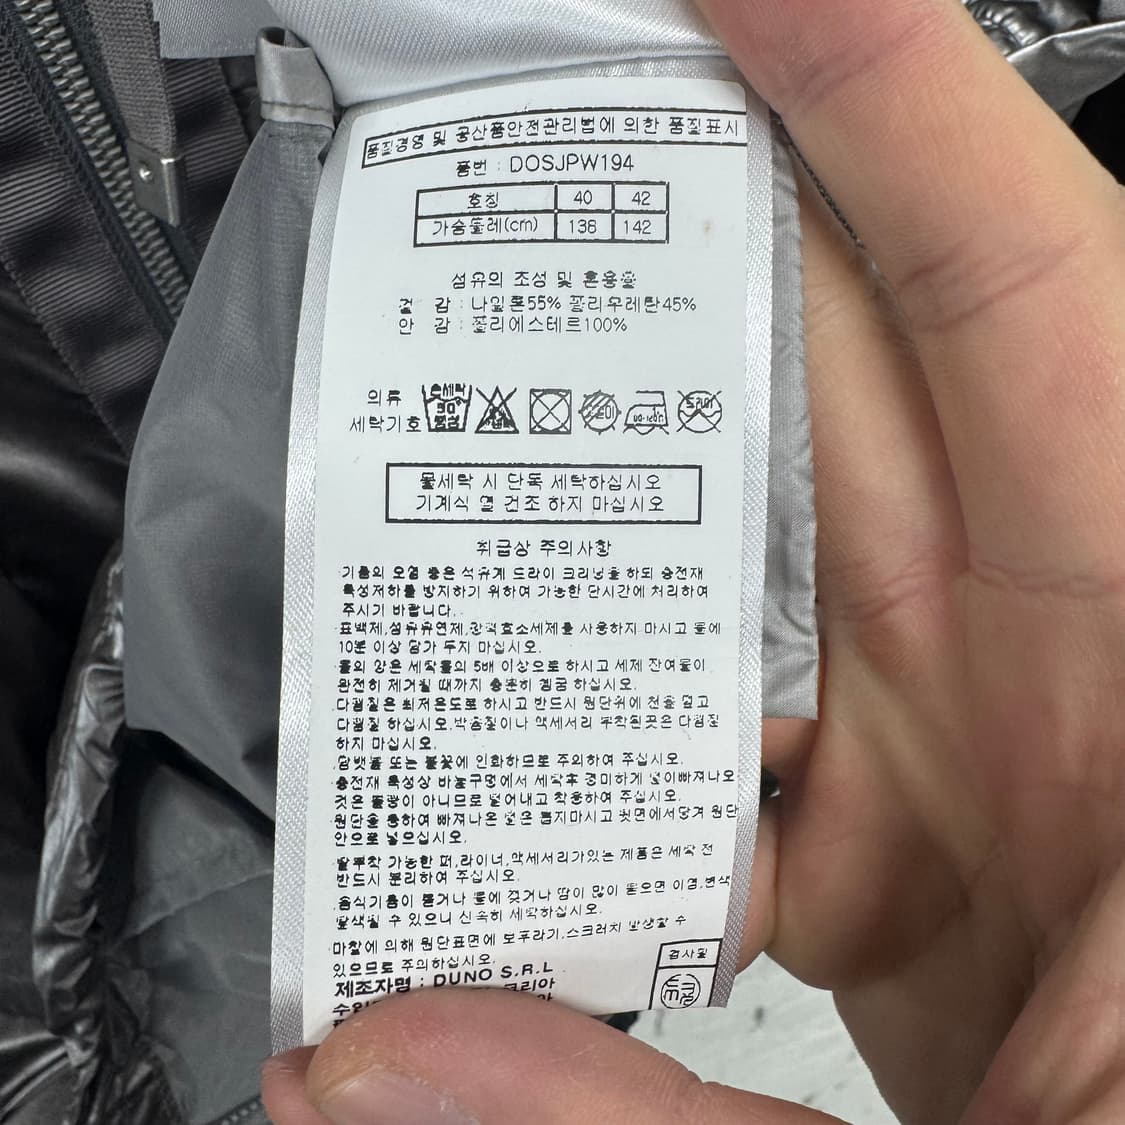 품질경영 및 공산품안전관리법에 의한 품질표시
품번 : DOSJPW194
호칭 40 42
가슴둘레(cm) 138 142
섬유의 조성 및 혼용율
겉 감 : 나일론55% 폴리우레탄45%
안 감 : 폴리에스테르100%
의류
세탁기호
손세탁
30°
중성
물세탁 시 단독 세탁하십시오
기계식 열 건조 하지 마십시오
취급상 주의사항
기름의 오염 등은 석유계 드라이 크리닝을 하되 충전재
특성저하를 방지하기 위하여 가능한 단시간에 처리하여
주시기 바랍니다.
표백제,섬유유연제,강력효소세제를 사용하지 마시고 물에
10분 이상 담가 두지 마십시오.
물의 양은 세탁물의 5배 이상으로 하시고 세제 잔여물이
완전히 제거될 때까지 충분히 헹굼 하십시오.
다림질은 최저온도로 하시고 반드시 원단위에 천을 덮고
다림질 하십시오.박음질이나 액세서리 부착된곳은 다림질
하지 마십시오.
담뱃불 또는 불꽃에 인화하므로 주의하여 주십시오.
충전재 특성상 바늘구멍에서 세탁후 경미하게 털이빠져나오
것은 불량이 아니므로 털어내고 착용하여 주십시오.
원단을 통하여 빠져나온 털은 뽑지마시고 뒷면에서당겨 원단
안으로 넣으십시오.
탈부착 가능한 퍼,라이너,액세서리가있는 제품은 세탁 전
반드시 분리하여 주십시오.
음식기름이 묻거나 물에 젖거나 땀이 많이 묻으면 이염,변색
탈색될 수 있으니 신속히 세탁하십시오.
마찰에 의해 원단표면에 보푸라기,스크러치 발생할 수
있으므로 주의하십시오.
제조자명 : DUNO S.R.L
코리아
검사필